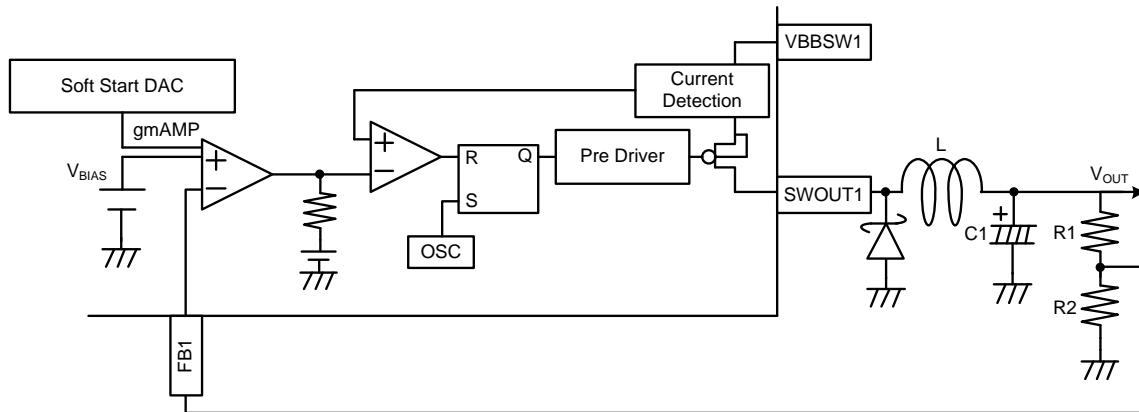 VBBSW1
Soft Start DAC
Current
Detection
gmAMP
+
+
L
VBIAS
−
−
R
Q
Pre Driver
S
SWOUT1
VOUT
+
C1
R1
OSC
R2
FB1